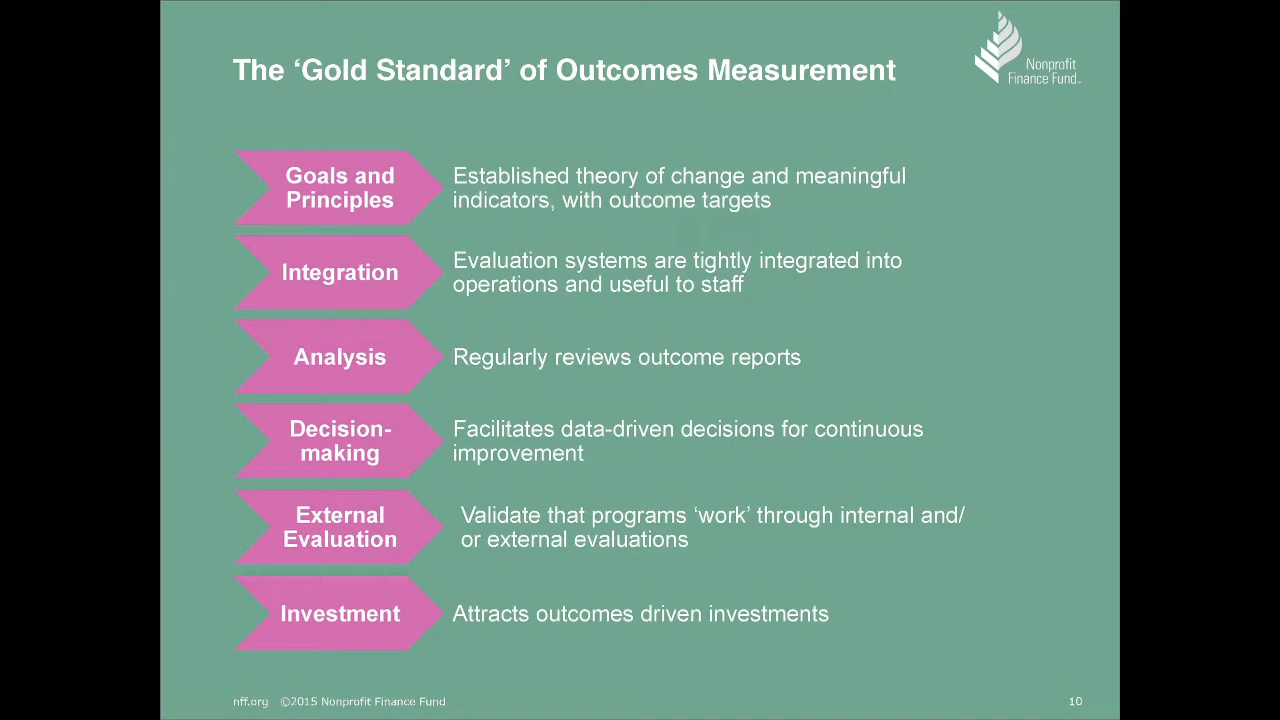 The ‘Gold Standard’ of Outcomes Measurement
Nonprofit
Finance Fund™
Goals and
Principles
Established theory of change and meaningful
indicators, with outcome targets
Integration
Evaluation systems are tightly integrated into
operations and useful to staff
Analysis
Regularly reviews outcome reports
Decision-
making
Facilitates data-driven decisions for continuous
improvement
External
Evaluation
Validate that programs ‘work’ through internal and/
or external evaluations
Investment
Attracts outcomes driven investments
nff.org ©2015 Nonprofit Finance Fund
10